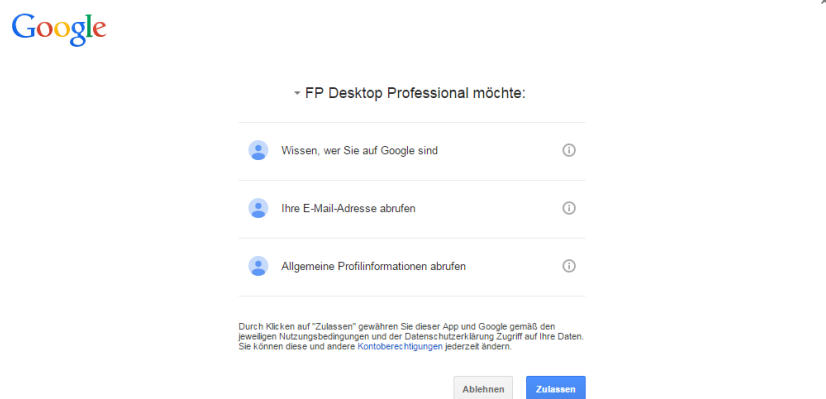 Google
FP Desktop Professional möchte:
Wissen, wer Sie auf Google sind
Ihre E-Mail-Adresse abrufen
Allgemeine Profilinformationen abrufen
Durch Klicken auf "Zulassen" gewähren Sie dieser App und Google gemäß den
jeweiligen Nutzungsbedingungen und der Datenschutzerklärung Zugriff auf Ihre Daten.
Sie können diese und andere Kontoberechtigungen jederzeit ändern.
Ablehnen Zulassen